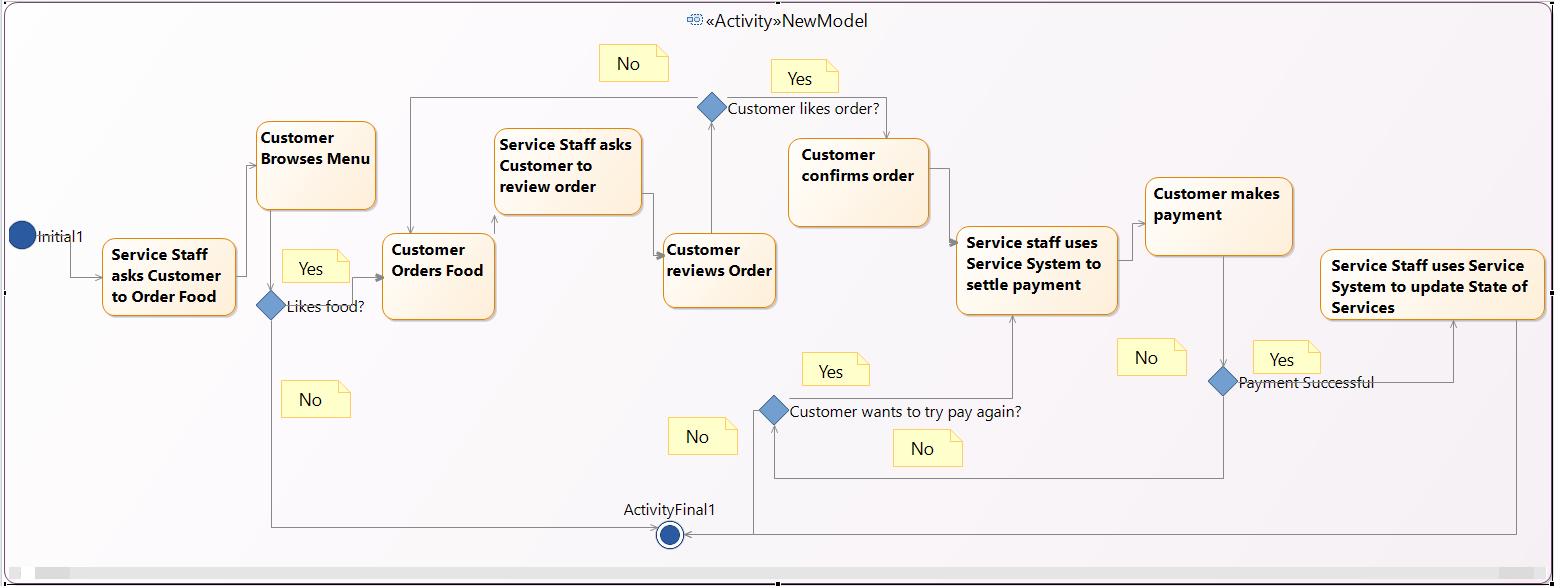 «Activity»NewModel
No
Yes
Customer likes order?
Customer
Browses Menu
Service Staff asks
Customer to
review order
Customer
confirms order
Customer makes
payment
Initial1
Service Staff
asks Customer
to Order Food
Yes
Likes food?
Customer
Orders Food
Customer
reviews Order
Service staff uses
Service System to
settle payment
Service Staff uses Service
System to update State of
Services
No
Yes
No
Yes
Payment Successful
Customer wants to try pay again?
No
No
ActivityFinal1